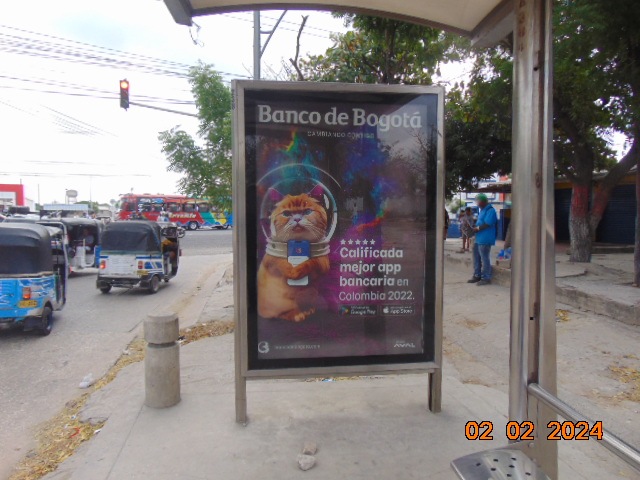 Banco de Bogotá
CAMBIANDO CONTIGO
Calificada
mejor app
bancaria en
Colombia 2022.
Google Play
App Store
AVAL
02 02 2024